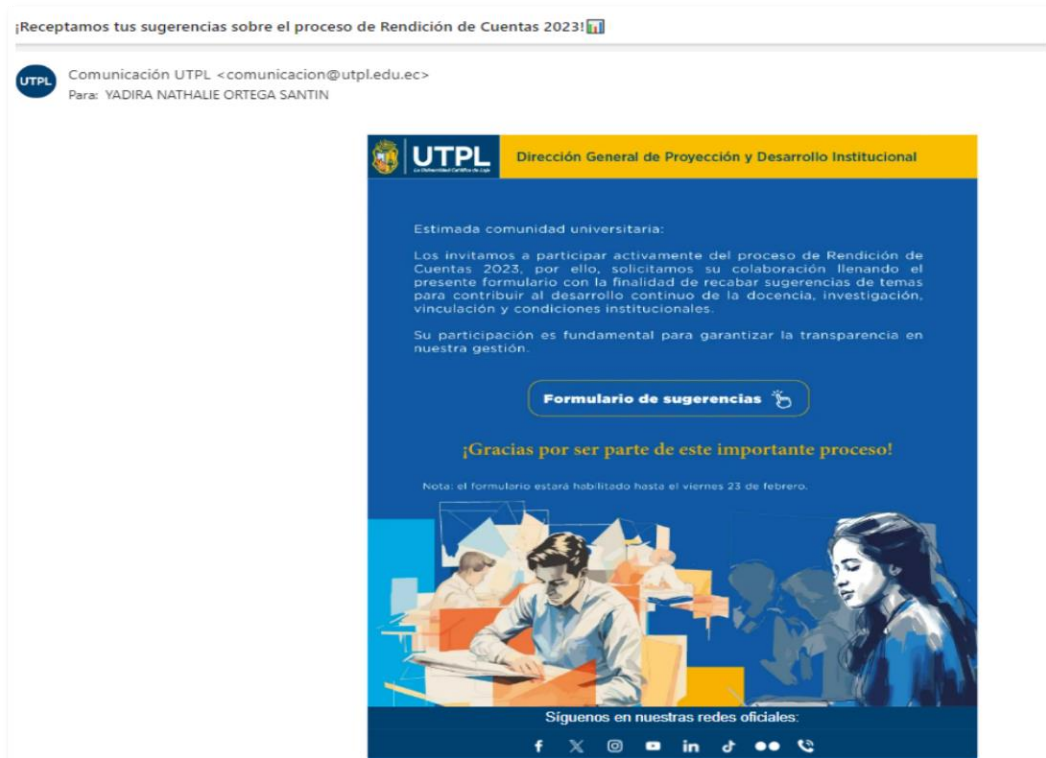 ¡Receptamos tus sugerencias sobre el proceso de Rendición de Cuentas 2023!
UTPL
Comunicación UTPL <comunicacion@utpl.edu.ec>
Para: YADIRA NATHALIE ORTEGA SANTIN
UTPL
La Universidad Católica de Loja
Dirección General de Proyección y Desarrollo Institucional
Estimada comunidad universitaria:
Los invitamos a participar activamente del proceso de Rendición de
Cuentas 2023, por ello, solicitamos su colaboración llenando el
presente formulario con la finalidad de recabar sugerencias de temas
para contribuir al desarrollo continuo de la docencia, investigación,
vinculación y condiciones institucionales.
Su participación es fundamental para garantizar la transparencia en
nuestra gestión.
Formulario de sugerencias
¡Gracias por ser parte de este importante proceso!
Nota: el formulario estará habilitado hasta el viernes 23 de febrero.
Síguenos en nuestras redes oficiales: